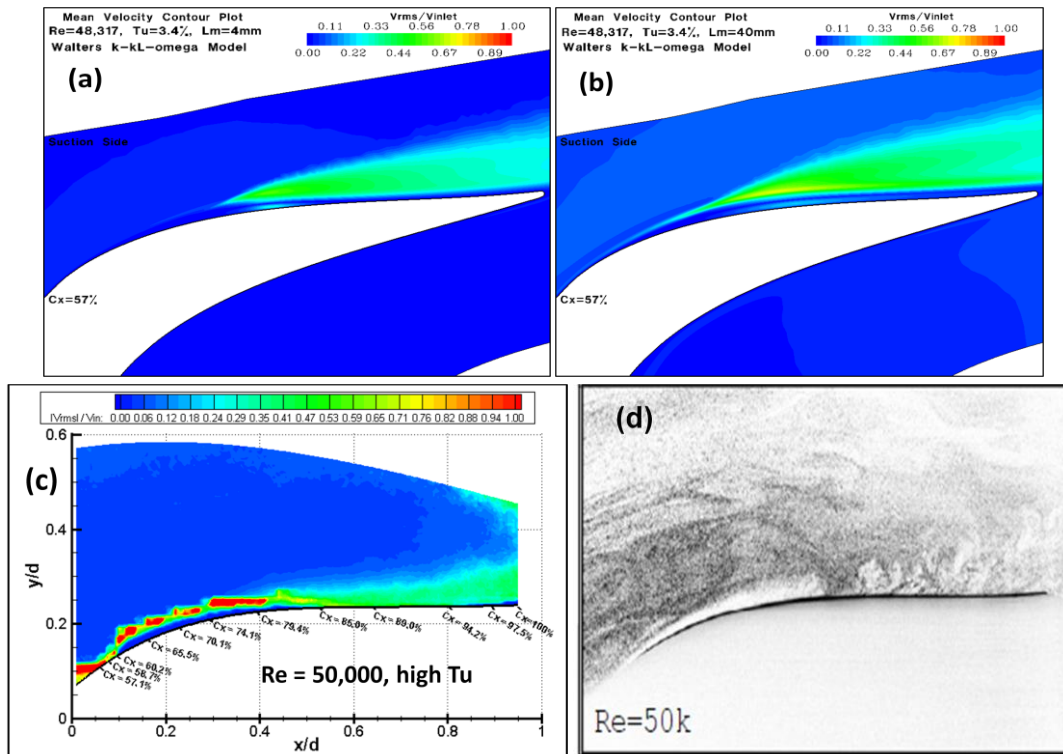 Mean Velocity Contour Plot
Re=48,317, Tu=3.4%, Lm=4mm
Walters k-kL-omega Model
Vrms/Vinlet
0.11 0.33 0.56 0.78 1.00
0.22 0.44 0.67 0.89
(a)
Suction Side
Cx=57%
Mean Velocity Contour Plot
Re=48,317, Tu=3.4%, Lm=40mm
Walters k-kL-omega Model
Vrms/Vinlet
0.11 0.33 0.56 0.78 1.00
0.22 0.44 0.67 0.89
(b)
Suction Side
Cx=57%
|Vrms|/Vin: 0.00 0.06 0.12 0.18 0.24 0.29 0.35 0.41 0.47 0.53 0.59 0.65 0.71 0.76 0.82 0.88 0.94 1.00
(c)
0.6
0.4
0.2
0
y/d
Cx=57.1%
Cx=58.7%
Cx=60.2%
Cx=65.5%
Cx=70.1%
Cx=74.1%
Cx=79.4%
Cx=85.0%
Cx=89.0%
Cx=94.2%
Cx=97.5%
Cx=100%
Re = 50,000, high Tu
0 0.2 0.4 0.6 0.8 1
x/d
(d)
Re=50k